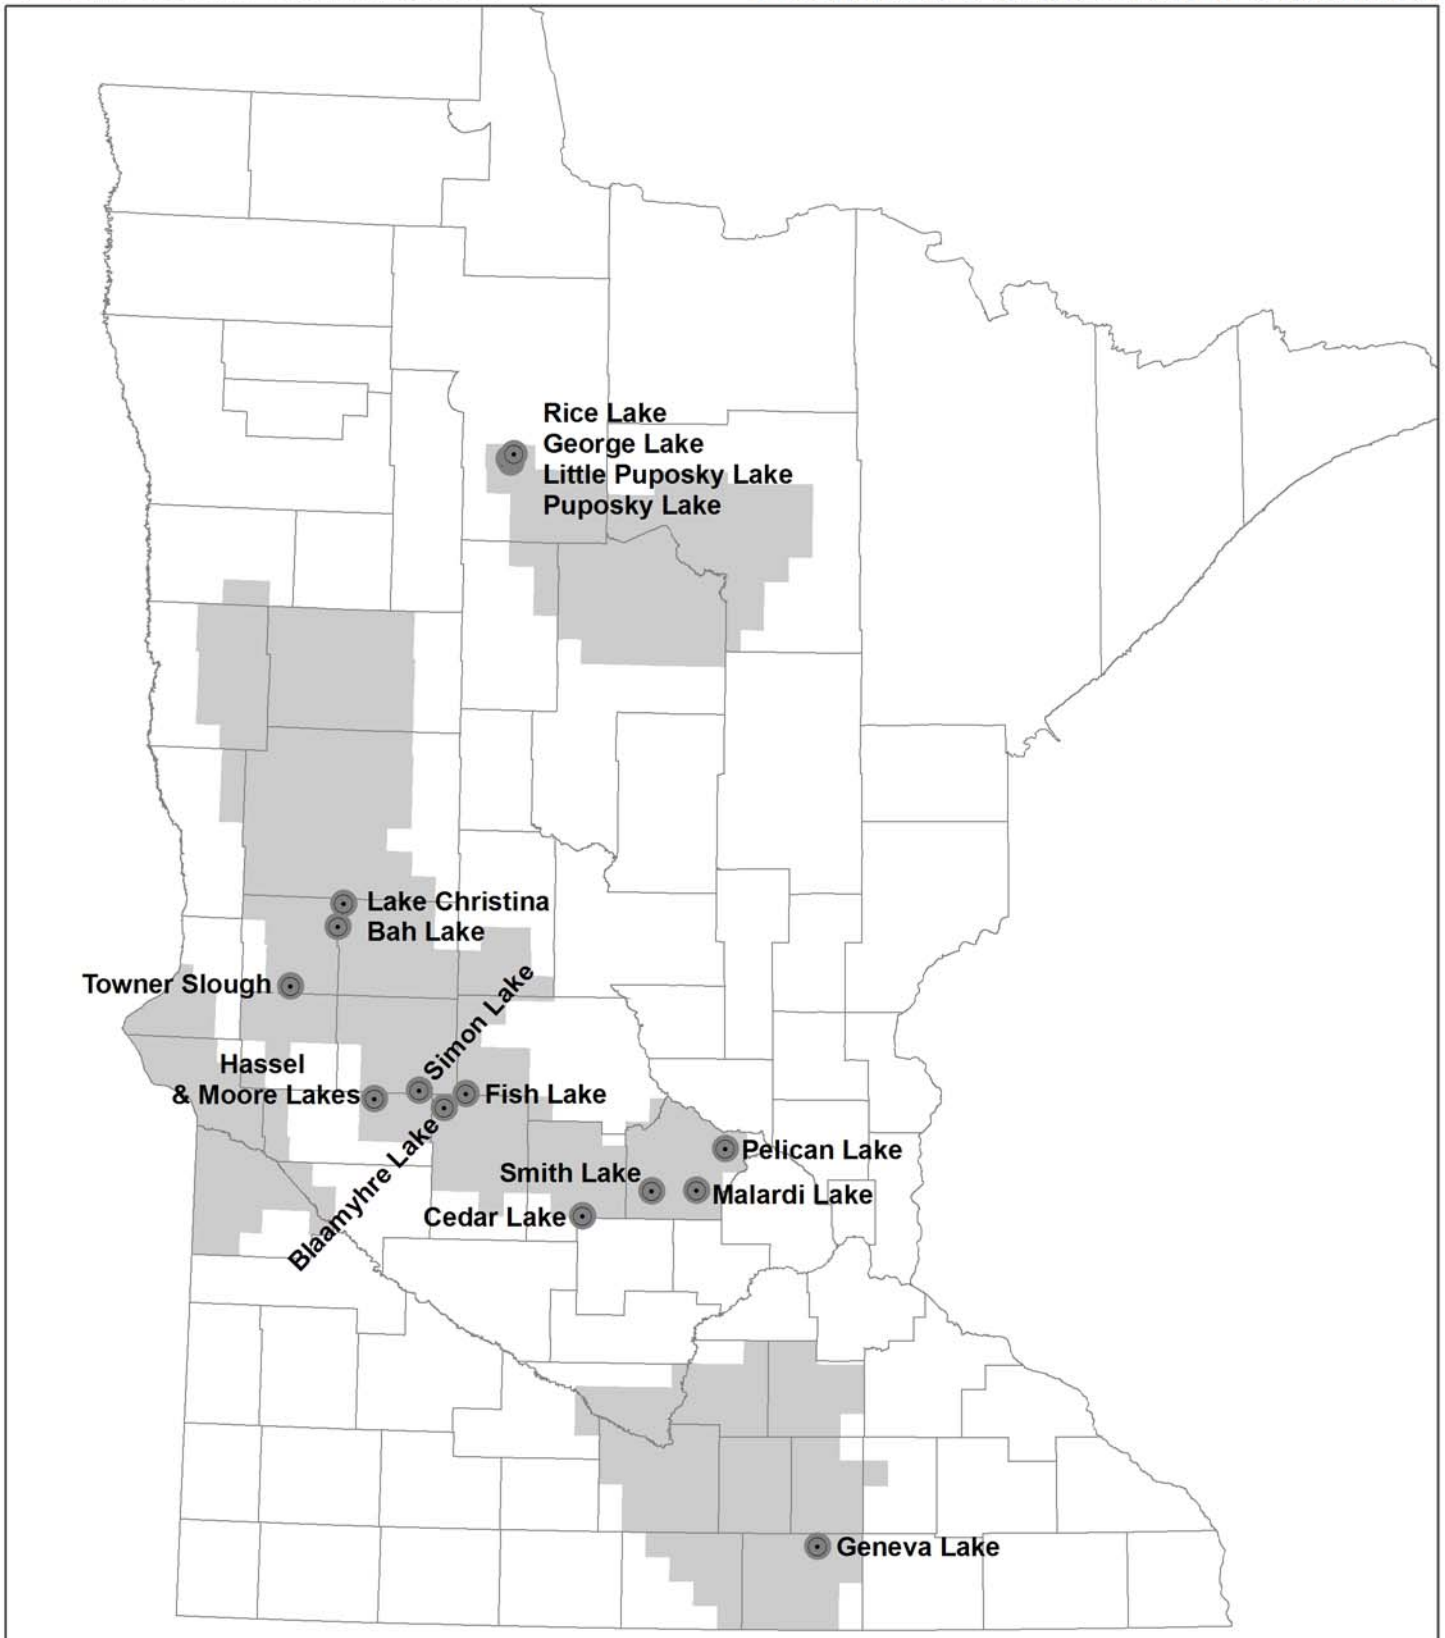 Rice Lake
George Lake
Little Puposky Lake
Puposky Lake
Lake Christina
Bah Lake
Towner Slough
Simon Lake
Hassel
& Moore Lakes
Fish Lake
Blaamyhre Lake
Pelican Lake
Smith Lake
Malardi Lake
Cedar Lake
Geneva Lake